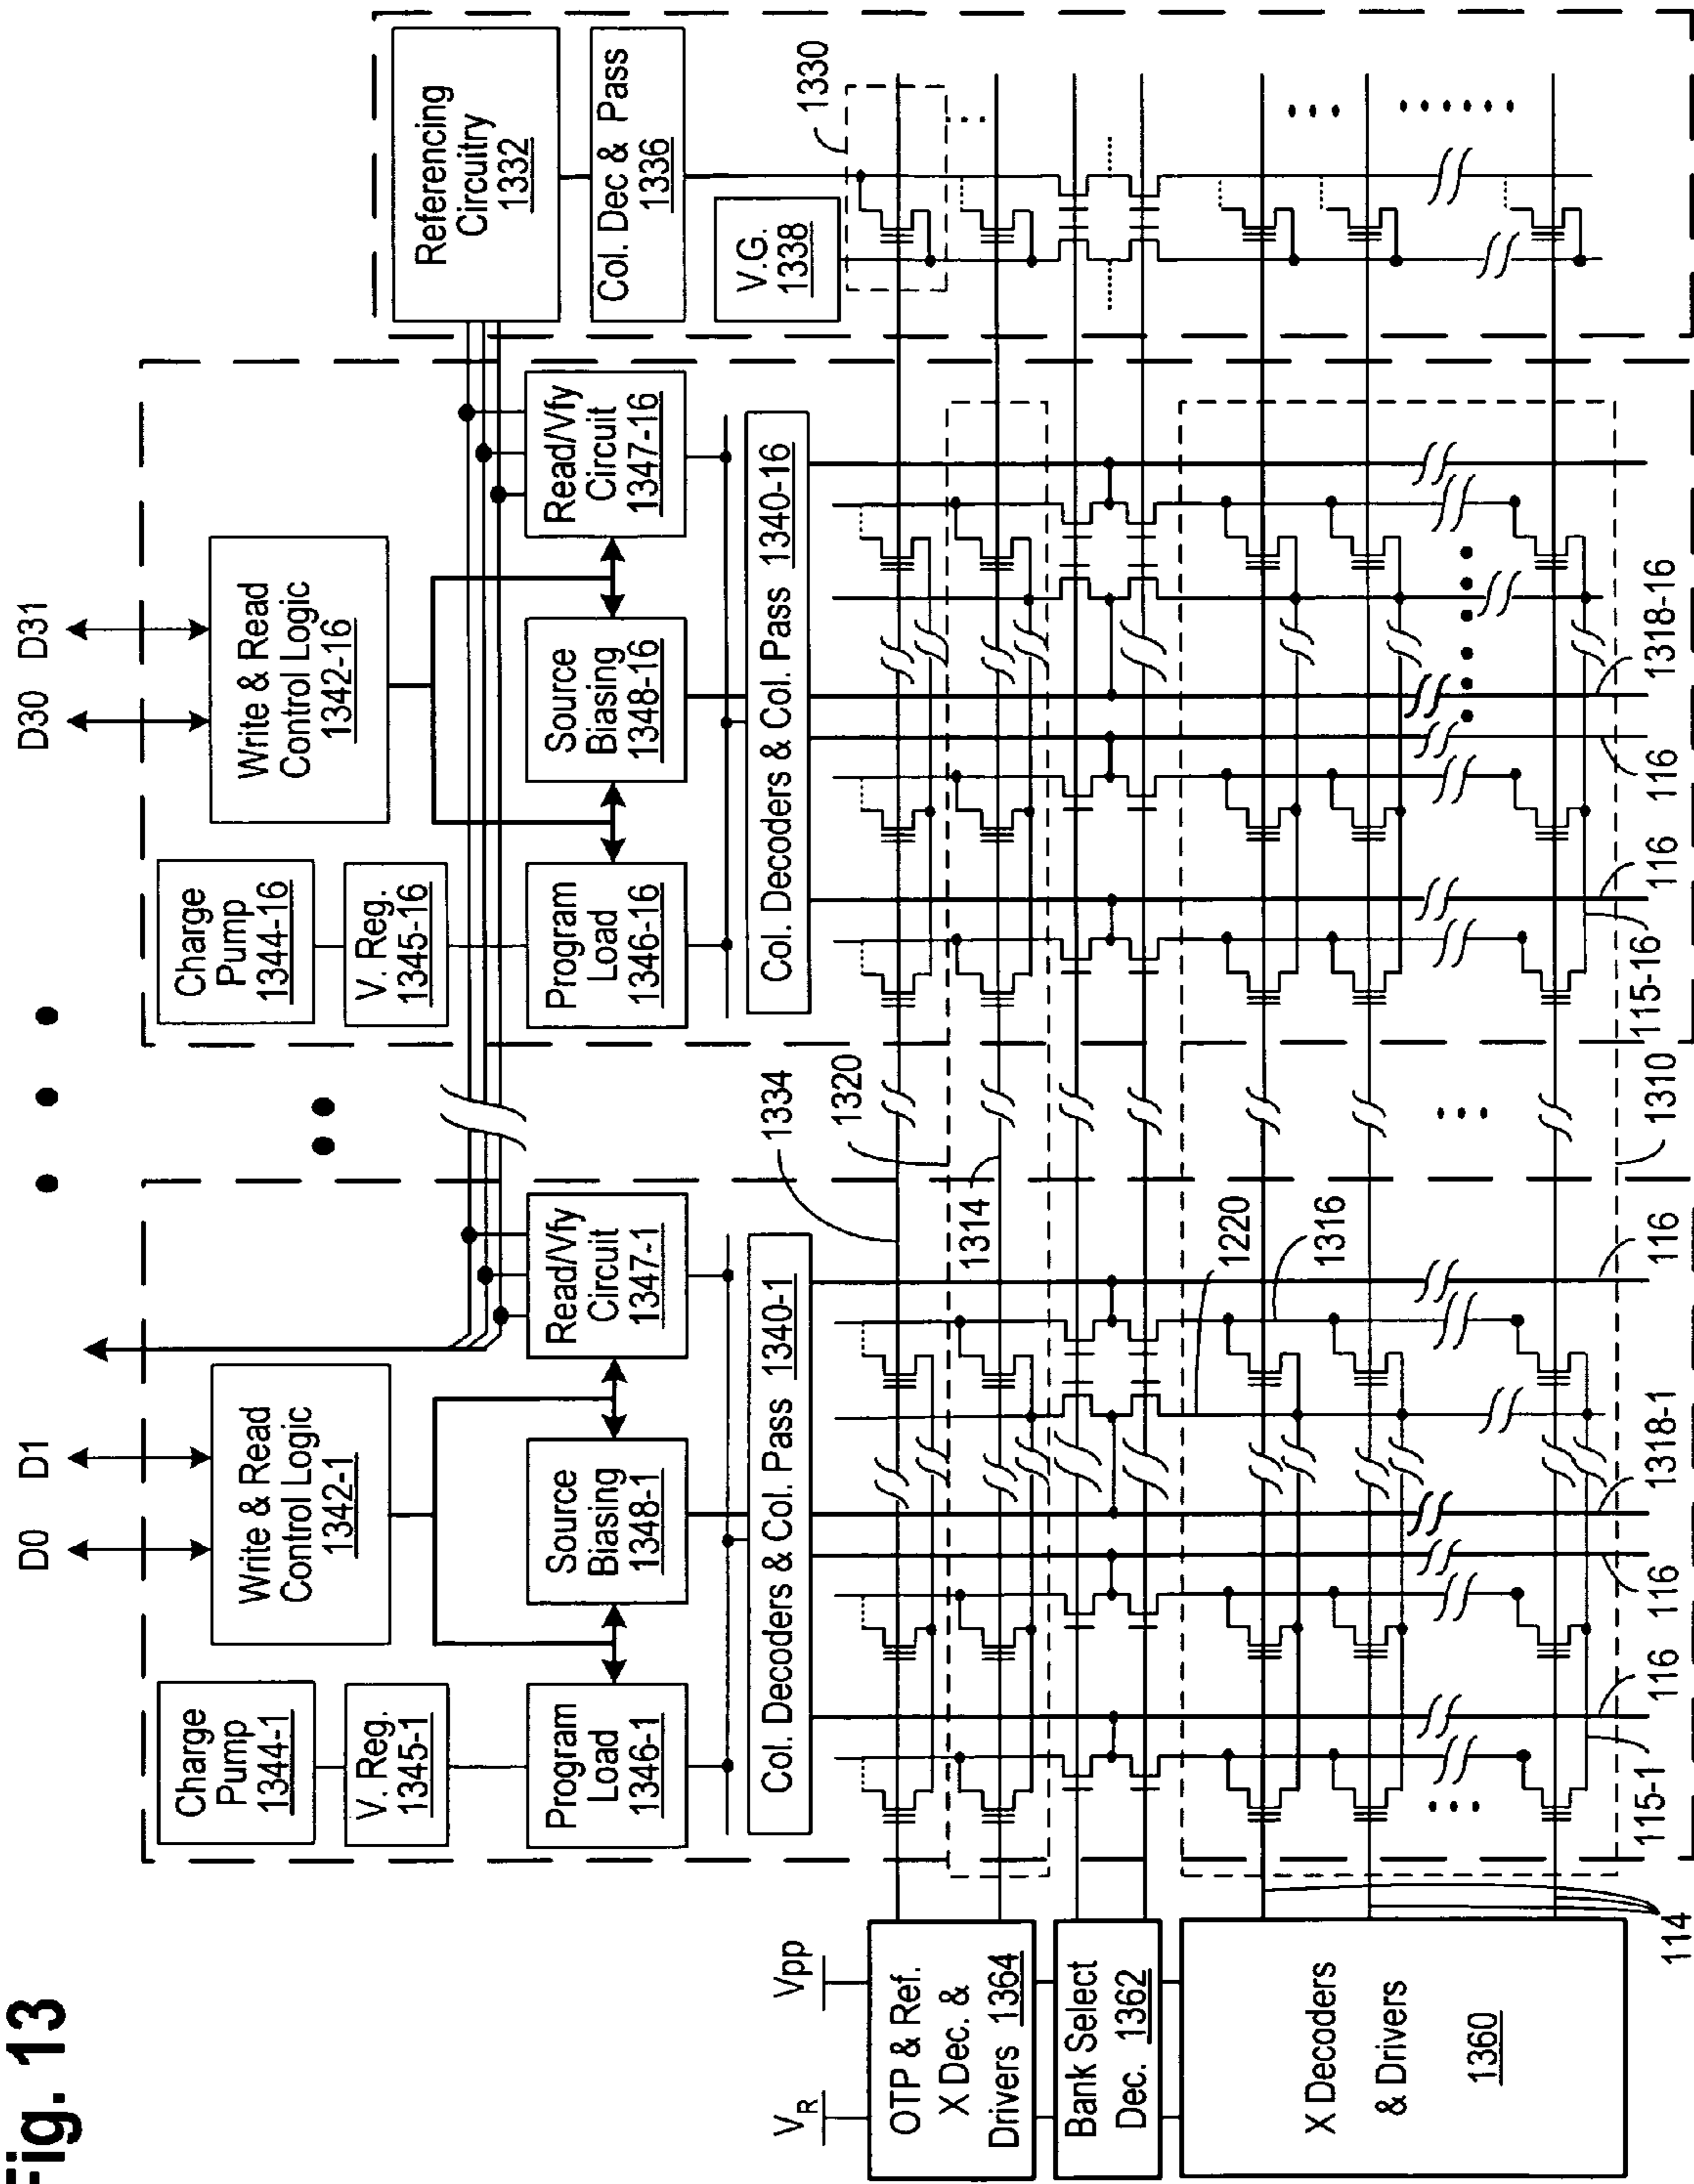 Fig. 13
D0
D1
D30
D31
Charge
Pump
1344-1
V. Reg.
1345-1
Write & Read
Control Logic
1342-1
Program
Load
1346-1
Source
Biasing
1348-1
Read/Vfy
Circuit
1347-1
Col. Decoders & Col. Pass 1340-1
Charge
Pump
1344-16
V. Reg.
1345-16
Write & Read
Control Logic
1342-16
Program
Load
1346-16
Source
Biasing
1348-16
Read/Vfy
Circuit
1347-16
Col. Decoders & Col. Pass 1340-16
Referencing
Circuitry
1332
Col. Dec & Pass
1336
V.G.
1338
1330
VR
Vpp
OTP & Ref.
X Dec. &
Drivers 1364
Bank Select
Dec. 1362
X Decoders
& Drivers
1360
1334
1320
1314
1220
1316
114
115-1
116
1318-1
116
116
1310
115-16
116
116
1318-16